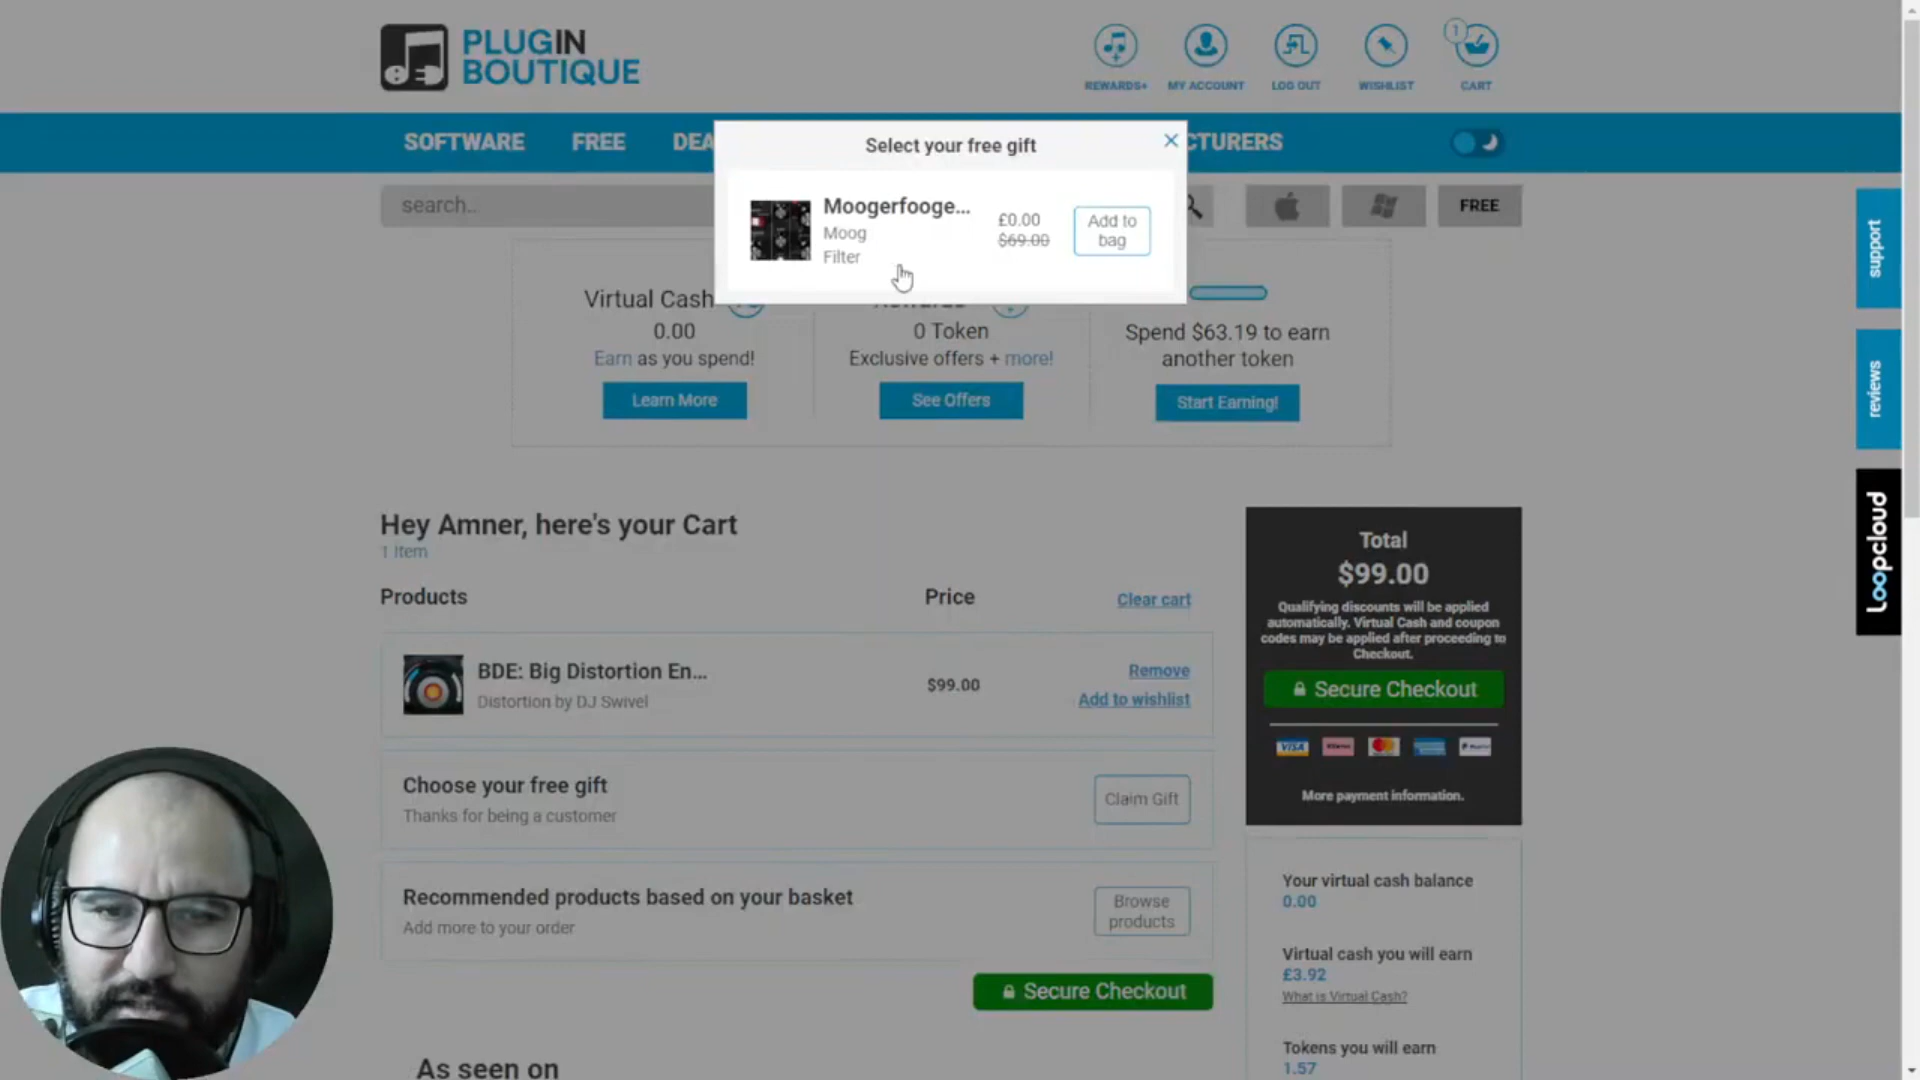 PLUGIN
BOUTIQUE
REWARDS+
MY ACCOUNT
LOG OUT
WISHLIST
1
CART
SOFTWARE
FREE
DEA
CTURERS
Select your free gift
Moogerfooge...
Moog
Filter
£0.00
$69.00
Add to
bag
search..
FREE
support
reviews
Loopcloud
Virtual Cash
0.00
Earn as you spend!
Learn More
0 Token
Exclusive offers + more!
See Offers
Spend $63.19 to earn
another token
Start Earning!
Hey Amner, here's your Cart
1 Item
Products
Price
Clear cart
BDE: Big Distortion En...
Distortion by DJ Swivel
$99.00
Remove
Add to wishlist
Choose your free gift
Thanks for being a customer
Claim Gift
Recommended products based on your basket
Add more to your order
Browse
products
Secure Checkout
As seen on
Total
$99.00
Qualifying discounts will be applied
automatically. Virtual Cash and coupon
codes may be applied after proceeding to
Checkout.
Secure Checkout
VISA
More payment information.
Your virtual cash balance
0.00
Virtual cash you will earn
£3.92
What is Virtual Cash?
Tokens you will earn
1.57